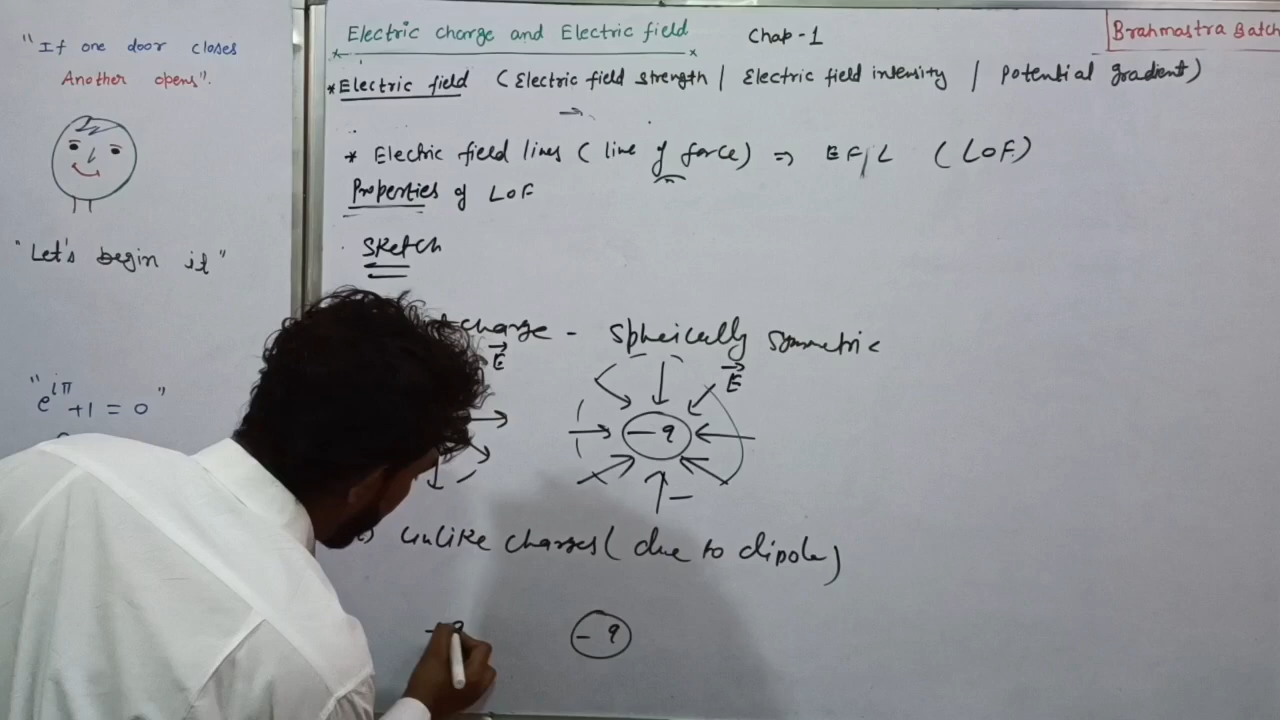 "If one door closes
Another opens".
"Let's begin it"
"e^iπ +1 = 0"
Electric charge and Electric field Chap-1
Brahmastra Batch
* Electric field (Electric field strength / Electric field intensity / Potential gradient)
* Electric field lines (line of force) ⇒ EFL (LOF)
Properties of LOF
Sketch
charge - Spheically Symmetric
E
E
- q
unlike charges (due to dipole)
- q
- q